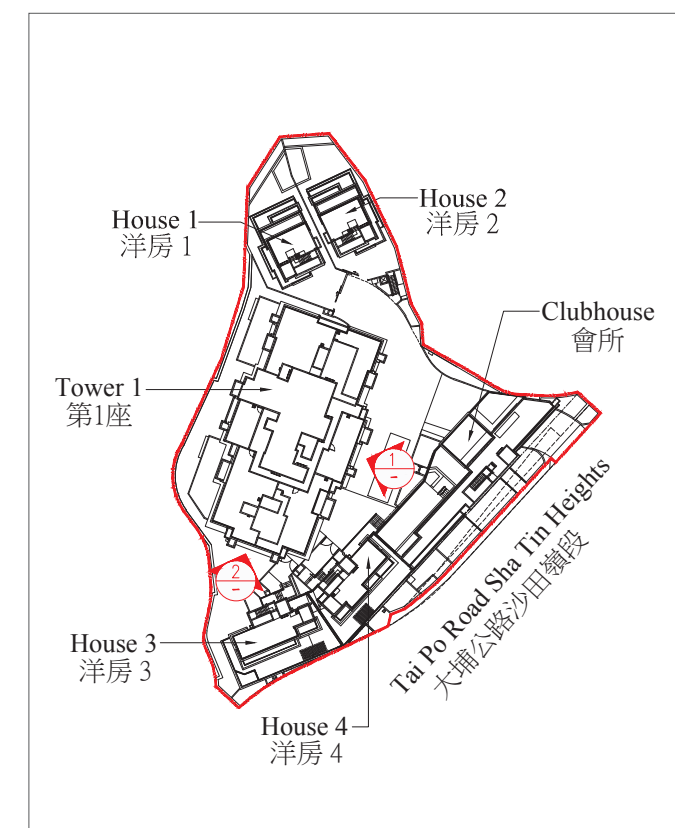 House 1
洋房 1
House 2
洋房 2
Clubhouse
會所
Tower 1
第1座
1
-
2
-
House 3
洋房 3
House 4
洋房 4
Tai Po Road Sha Tin Heights
大埔公路沙田嶺段